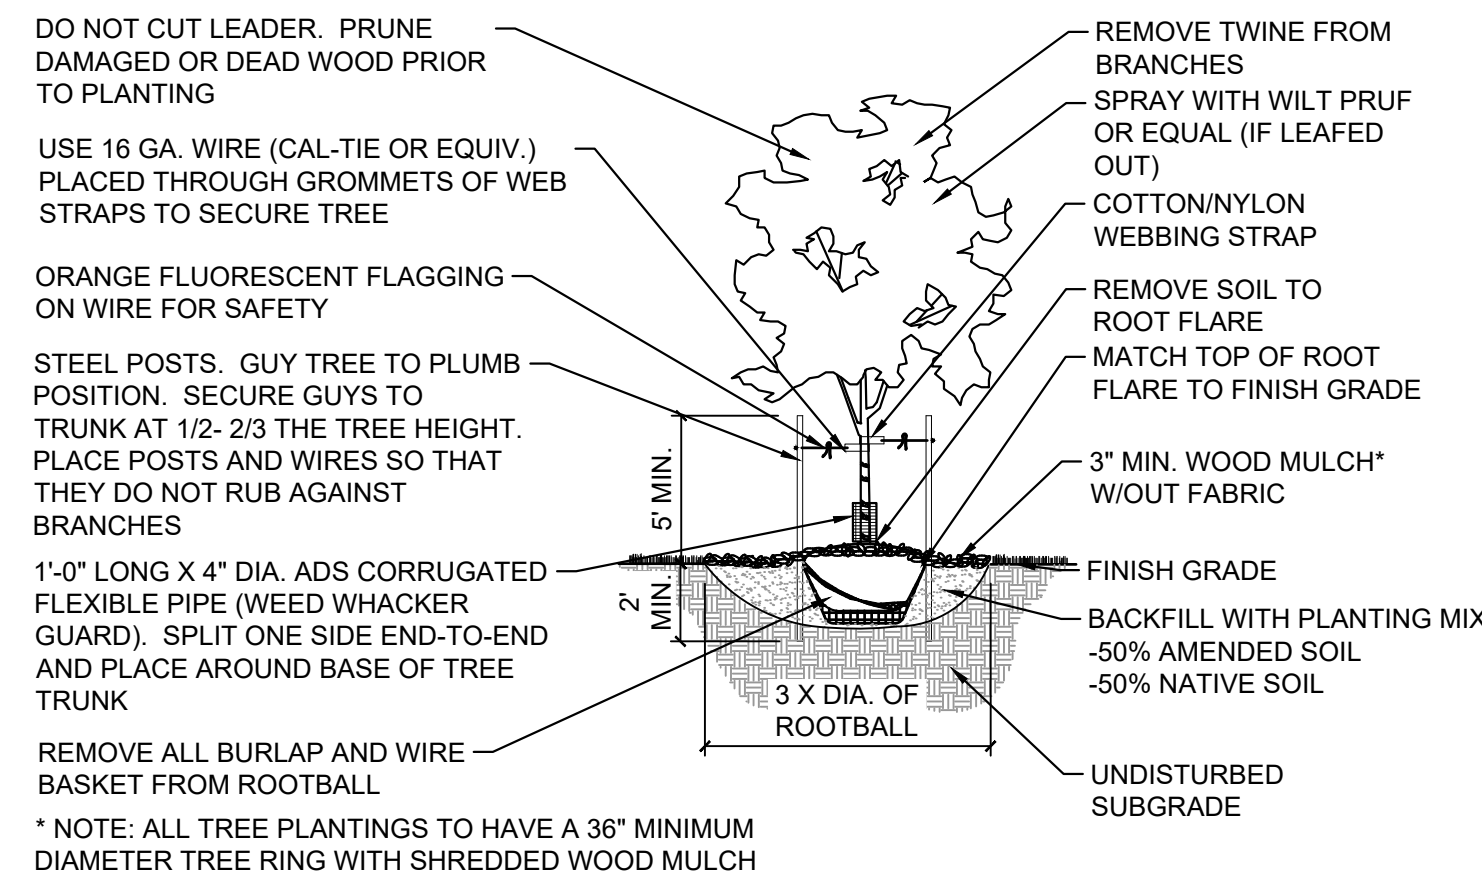 DO NOT CUT LEADER.  PRUNE
DAMAGED OR DEAD WOOD PRIOR
TO PLANTING
USE 16 GA. WIRE (CAL-TIE OR EQUIV.)
PLACED THROUGH GROMMETS OF WEB
STRAPS TO SECURE TREE
ORANGE FLUORESCENT FLAGGING
ON WIRE FOR SAFETY
STEEL POSTS.  GUY TREE TO PLUMB
POSITION.  SECURE GUYS TO
TRUNK AT 1/2- 2/3 THE TREE HEIGHT.
PLACE POSTS AND WIRES SO THAT
THEY DO NOT RUB AGAINST
BRANCHES
1'-0" LONG X 4" DIA. ADS CORRUGATED
FLEXIBLE PIPE (WEED WHACKER
GUARD).  SPLIT ONE SIDE END-TO-END
AND PLACE AROUND BASE OF TREE
TRUNK
REMOVE ALL BURLAP AND WIRE
BASKET FROM ROOTBALL
* NOTE: ALL TREE PLANTINGS TO HAVE A 36" MINIMUM
DIAMETER TREE RING WITH SHREDDED WOOD MULCH
5' MIN.
2'
MIN.
3 X DIA. OF
ROOTBALL
REMOVE TWINE FROM
BRANCHES
SPRAY WITH WILT PRUF
OR EQUAL (IF LEAFED
OUT)
COTTON/NYLON
WEBBING STRAP
REMOVE SOIL TO
ROOT FLARE
MATCH TOP OF ROOT
FLARE TO FINISH GRADE
3" MIN. WOOD MULCH*
W/OUT FABRIC
FINISH GRADE
BACKFILL WITH PLANTING MIX
-50% AMENDED SOIL
-50% NATIVE SOIL
UNDISTURBED
SUBGRADE